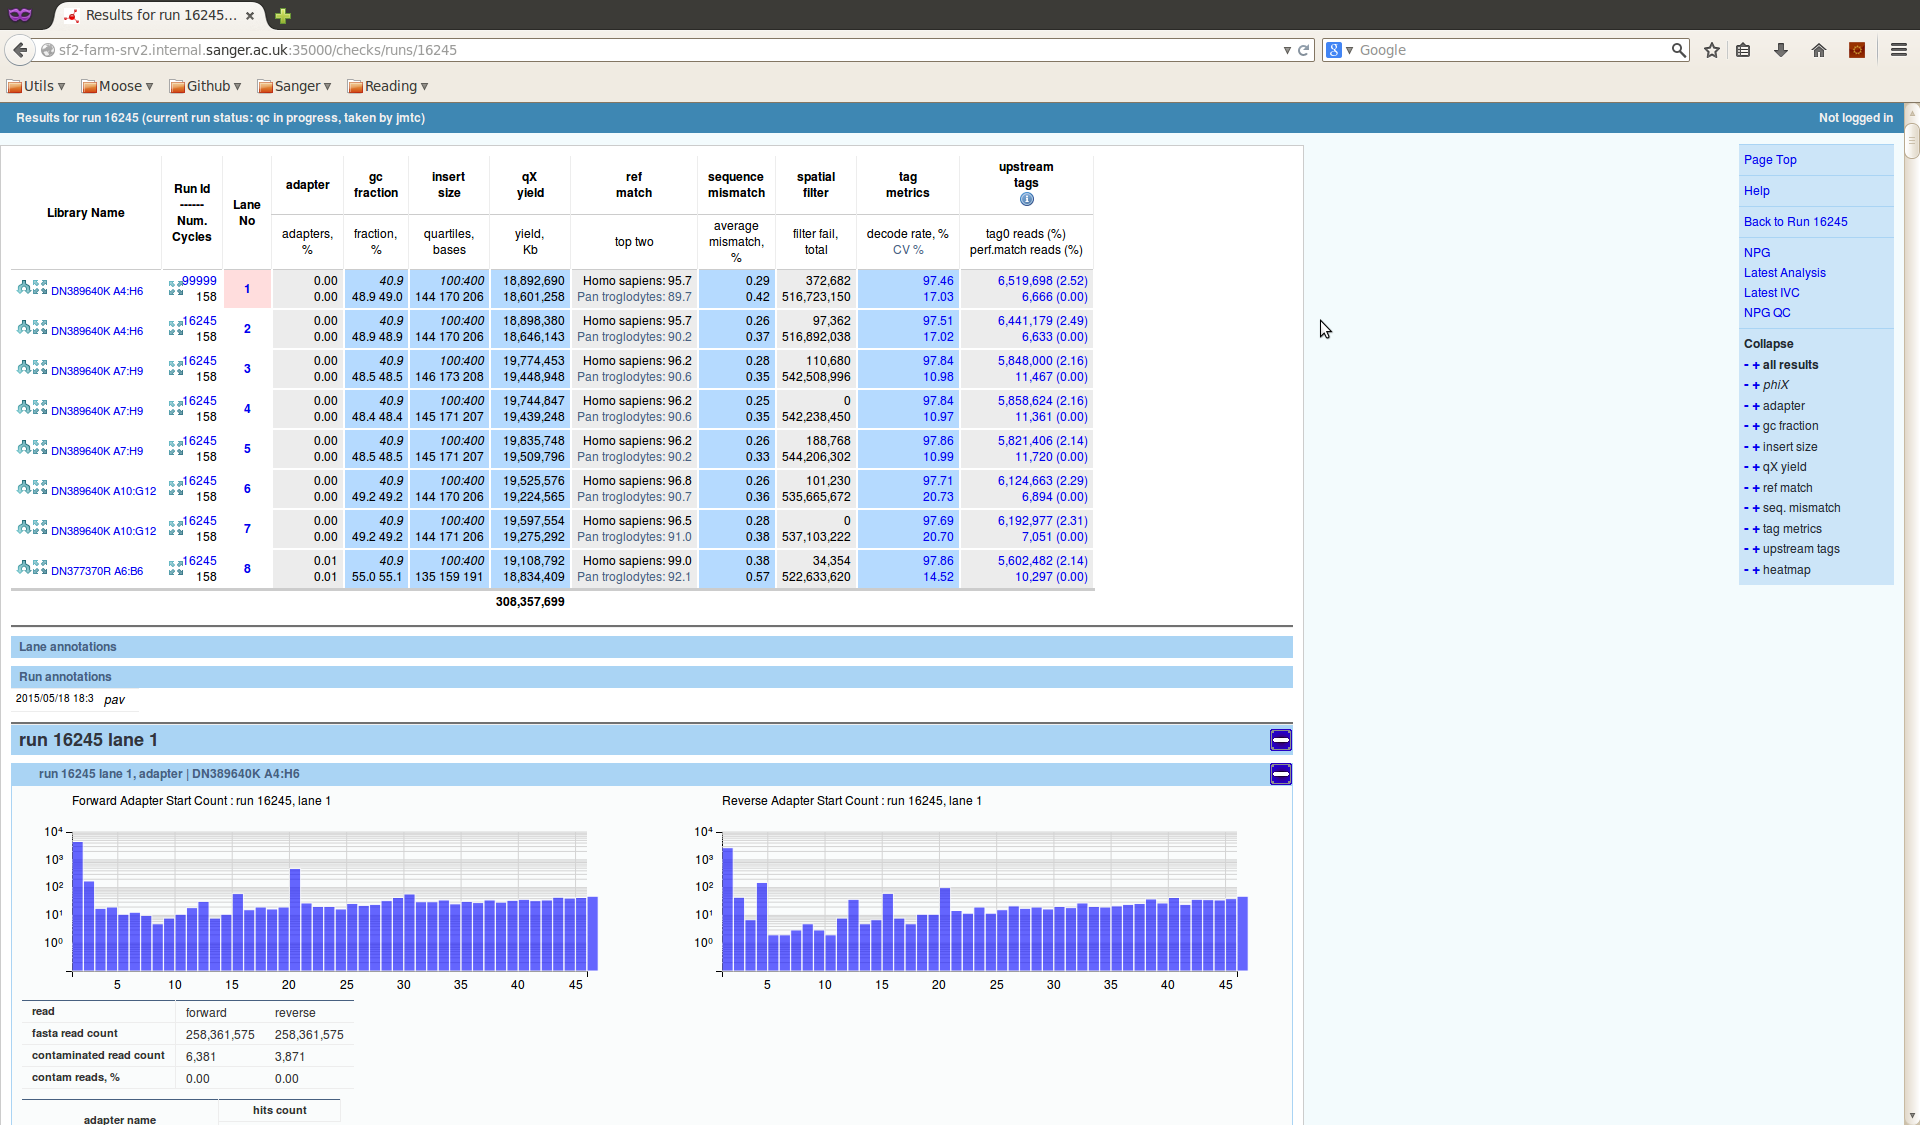 Results for run 16245...
sf2-farm-srv2.internal.sanger.ac.uk:35000/checks/runs/16245
Google
Utils Moose Github Sanger Reading
Results for run 16245 (current run status: qc in progress, taken by jmtc)
Not logged in
Library Name
Run Id
------
Num.
Cycles
Lane
No
adapter
gc
fraction
insert
size
qX
yield
ref
match
sequence
mismatch
spatial
filter
tag
metrics
upstream
tags
adapters,
%
fraction,
%
quartiles,
bases
yield,
Kb
top two
average
mismatch,
%
filter fail,
total
decode rate, %
CV %
tag0 reads (%)
perf.match reads (%)
DN389640K A4:H6 99999 1 0.00 40.9 100:400 18,892,690 Homo sapiens: 95.7 0.29 372,682 97.46 6,519,698 (2.52)
158 0.00 48.9 49.0 144 170 206 18,601,258 Pan troglodytes: 89.7 0.42 516,723,150 17.03 6,666 (0.00)
DN389640K A4:H6 16245 2 0.00 40.9 100:400 18,898,380 Homo sapiens: 95.7 0.26 97,362 97.51 6,441,179 (2.49)
158 0.00 48.9 48.9 144 170 206 18,646,143 Pan troglodytes: 90.2 0.37 516,892,038 17.02 6,633 (0.00)
DN389640K A7:H9 16245 3 0.00 40.9 100:400 19,774,453 Homo sapiens: 96.2 0.28 110,680 97.84 5,848,000 (2.16)
158 0.00 48.5 48.5 146 173 208 19,448,948 Pan troglodytes: 90.6 0.35 542,508,996 10.98 11,467 (0.00)
DN389640K A7:H9 16245 4 0.00 40.9 100:400 19,744,847 Homo sapiens: 96.2 0.25 0 97.84 5,858,624 (2.16)
158 0.00 48.4 48.4 145 171 207 19,439,248 Pan troglodytes: 90.6 0.35 542,238,450 10.97 11,361 (0.00)
DN389640K A7:H9 16245 5 0.00 40.9 100:400 19,835,748 Homo sapiens: 96.2 0.26 188,768 97.86 5,821,406 (2.14)
158 0.00 48.5 48.5 145 171 207 19,509,796 Pan troglodytes: 90.2 0.33 544,206,302 10.99 11,720 (0.00)
DN389640K A10:G12 16245 6 0.00 40.9 100:400 19,525,576 Homo sapiens: 96.8 0.26 101,230 97.71 6,124,663 (2.29)
158 0.00 49.2 49.2 144 170 206 19,224,565 Pan troglodytes: 90.7 0.36 535,665,672 20.73 6,894 (0.00)
DN389640K A10:G12 16245 7 0.00 40.9 100:400 19,597,554 Homo sapiens: 96.5 0.28 0 97.69 6,192,977 (2.31)
158 0.00 49.2 49.2 144 171 206 19,275,292 Pan troglodytes: 91.0 0.38 537,103,222 20.70 7,051 (0.00)
DN377370R A6:B6 16245 8 0.01 40.9 100:400 19,108,792 Homo sapiens: 99.0 0.38 34,354 97.86 5,602,482 (2.14)
158 0.01 55.0 55.1 135 159 191 18,834,409 Pan troglodytes: 92.1 0.57 522,633,620 14.52 10,297 (0.00)
308,357,699
Page Top
Help
Back to Run 16245
NPG
Latest Analysis
Latest IVC
NPG QC
Collapse
- + all results
- + phiX
- + adapter
- + gc fraction
- + insert size
- + qX yield
- + ref match
- + seq. mismatch
- + tag metrics
- + upstream tags
- + heatmap
Lane annotations
Run annotations
2015/05/18 18:3 pav
run 16245 lane 1
run 16245 lane 1, adapter | DN389640K A4:H6
Forward Adapter Start Count : run 16245, lane 1
10⁴
10³
10²
10¹
10⁰
5 10 15 20 25 30 35 40 45
Reverse Adapter Start Count : run 16245, lane 1
10⁴
10³
10²
10¹
10⁰
5 10 15 20 25 30 35 40 45
read forward reverse
fasta read count 258,361,575 258,361,575
contaminated read count 6,381 3,871
contam reads, % 0.00 0.00
hits count
adapter name